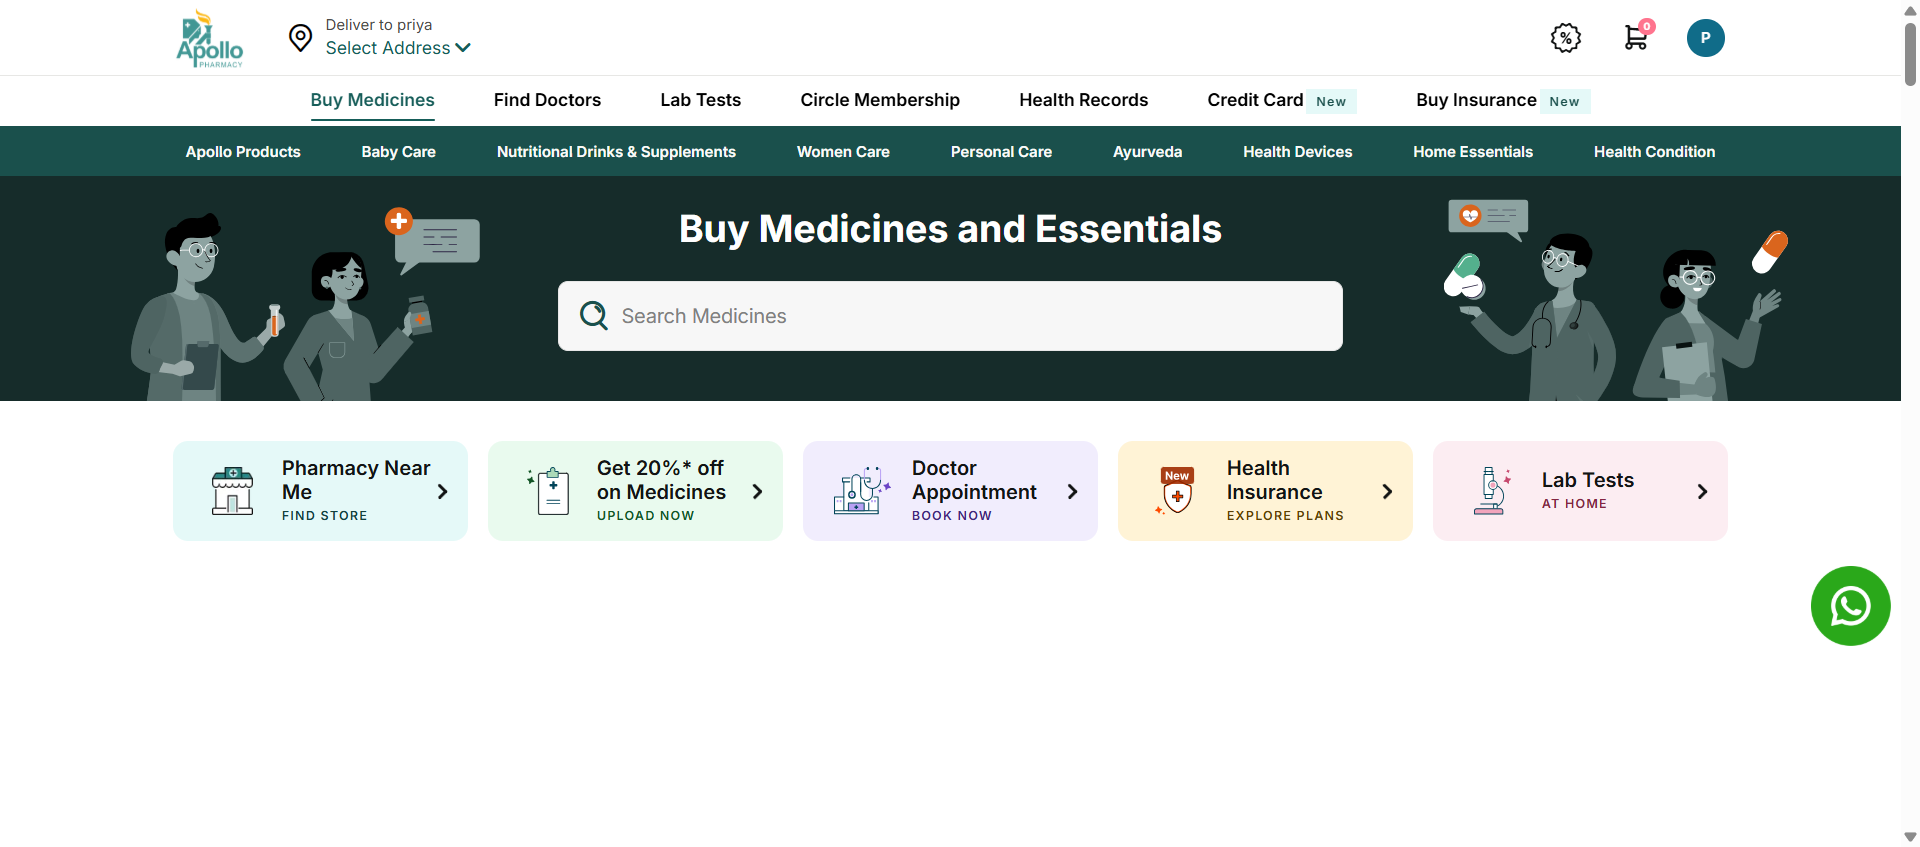 Apollo
PHARMACY
Deliver to priya
Select Address
%
0
P
Buy Medicines
Find Doctors
Lab Tests
Circle Membership
Health Records
Credit Card New
Buy Insurance New
Apollo Products
Baby Care
Nutritional Drinks & Supplements
Women Care
Personal Care
Ayurveda
Health Devices
Home Essentials
Health Condition
Buy Medicines and Essentials
Search Medicines
Pharmacy Near
Me
FIND STORE
Get 20%* off
on Medicines
UPLOAD NOW
Doctor
Appointment
BOOK NOW
New
Health
Insurance
EXPLORE PLANS
Lab Tests
AT HOME